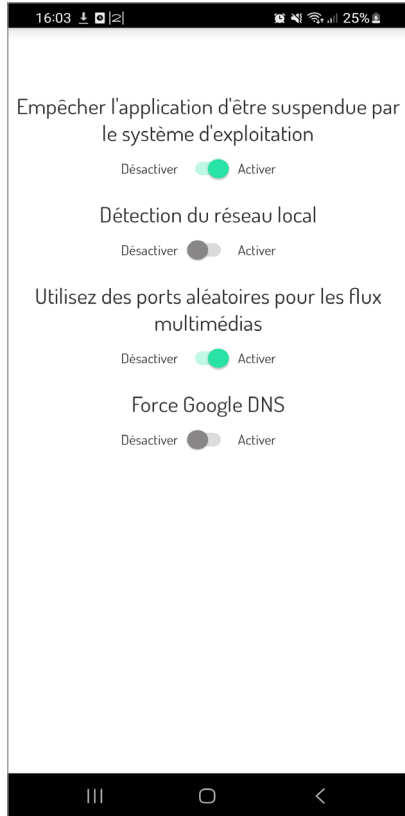 16:03 |2| 25%
Empêcher l'application d'être suspendue par
le système d'exploitation
Désactiver Activer
Détection du réseau local
Désactiver Activer
Utilisez des ports aléatoires pour les flux
multimédias
Désactiver Activer
Force Google DNS
Désactiver Activer